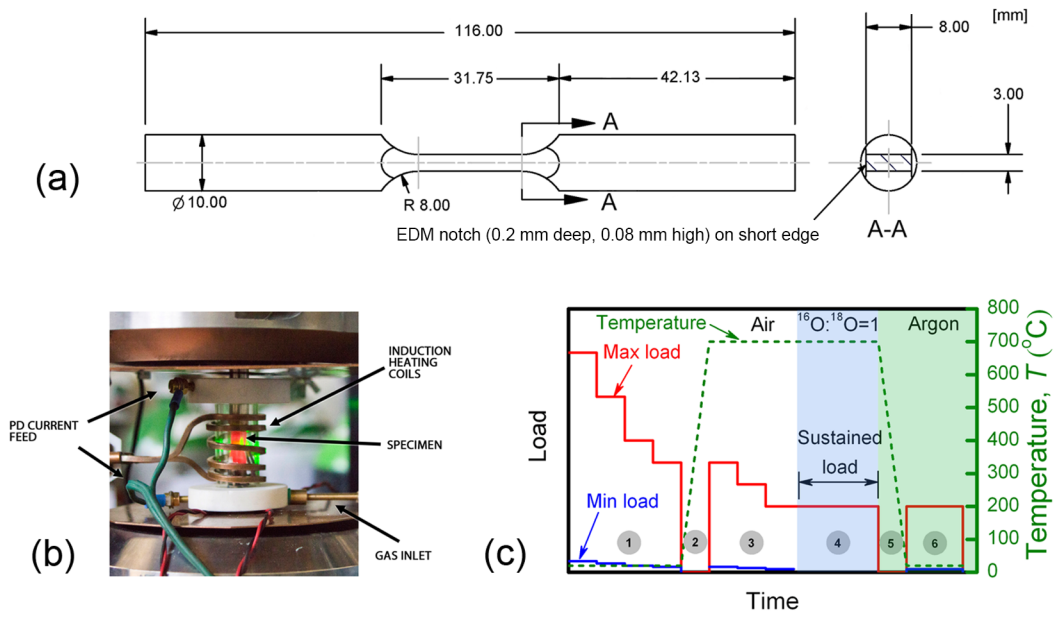 [mm]
116.00
8.00
31.75
42.13
3.00
A
(a)
Ø 10.00
R 8.00
A
EDM notch (0.2 mm deep, 0.08 mm high) on short edge
A-A
INDUCTION
HEATING
COILS
PD CURRENT
FEED
SPECIMEN
GAS INLET
(b)
800
Air
16O:18O=1
Argon
Temperature
700
Max load
600
500
400
Sustained
load
300
200
Min load
100
0
1
2
3
4
5
6
Load
Temperature, T (°C)
(c)
Time